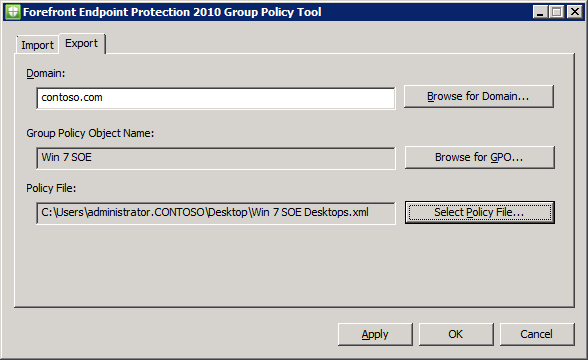 Forefront Endpoint Protection 2010 Group Policy Tool
Import Export
Domain:
contoso.com Browse for Domain...
Group Policy Object Name:
Win 7 SOE Browse for GPO...
Policy File:
C:\Users\administrator.CONTOSO\Desktop\Win 7 SOE Desktops.xml Select Policy File...
Apply OK Cancel